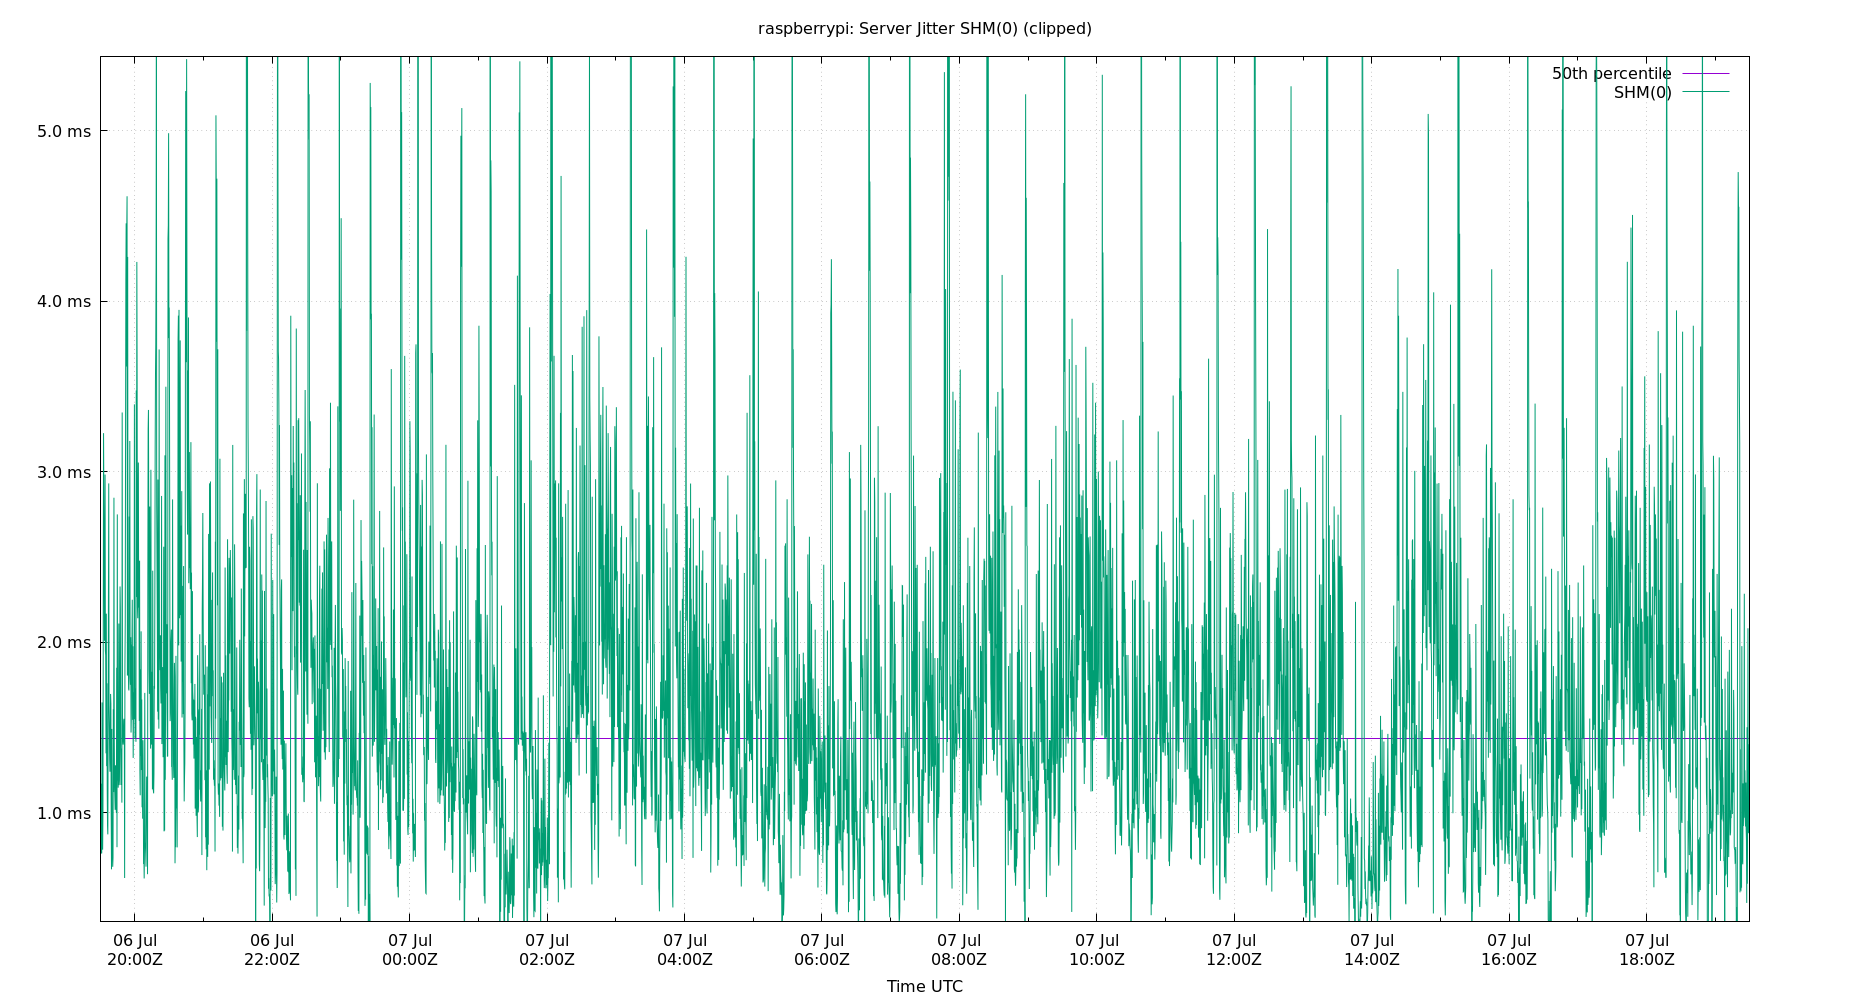 raspberrypi: Server Jitter SHM(0) (clipped)
50th percentile
SHM(0)
5.0 ms
4.0 ms
3.0 ms
2.0 ms
1.0 ms
06 Jul 06 Jul 07 Jul 07 Jul 07 Jul 07 Jul 07 Jul 07 Jul 07 Jul 07 Jul 07 Jul 07 Jul
20:00Z 22:00Z 00:00Z 02:00Z 04:00Z 06:00Z 08:00Z 10:00Z 12:00Z 14:00Z 16:00Z 18:00Z
Time UTC